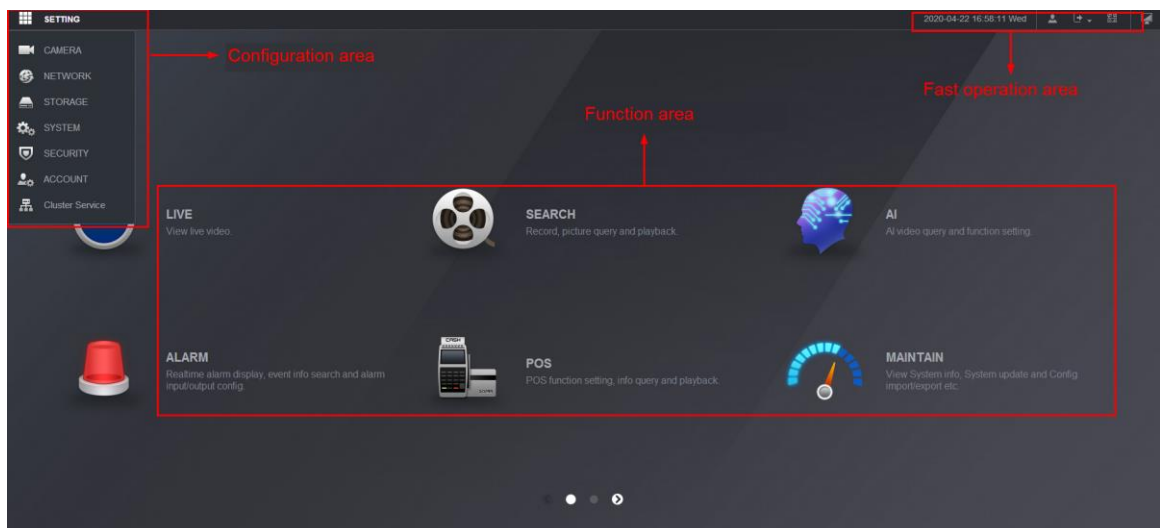 SETTING
2020-04-22 16:58:11 Wed
CAMERA
NETWORK
STORAGE
SYSTEM
SECURITY
ACCOUNT
Cluster Service
Configuration area
Fast operation area
Function area
LIVE
View live video.
SEARCH
Record, picture query and playback.
AI
AI video query and function setting.
ALARM
Realtime alarm display, event info search and alarm
input/output config.
CASH
POS
POS function setting, info query and playback.
MAINTAIN
View System info, System update and Config
import/export etc.